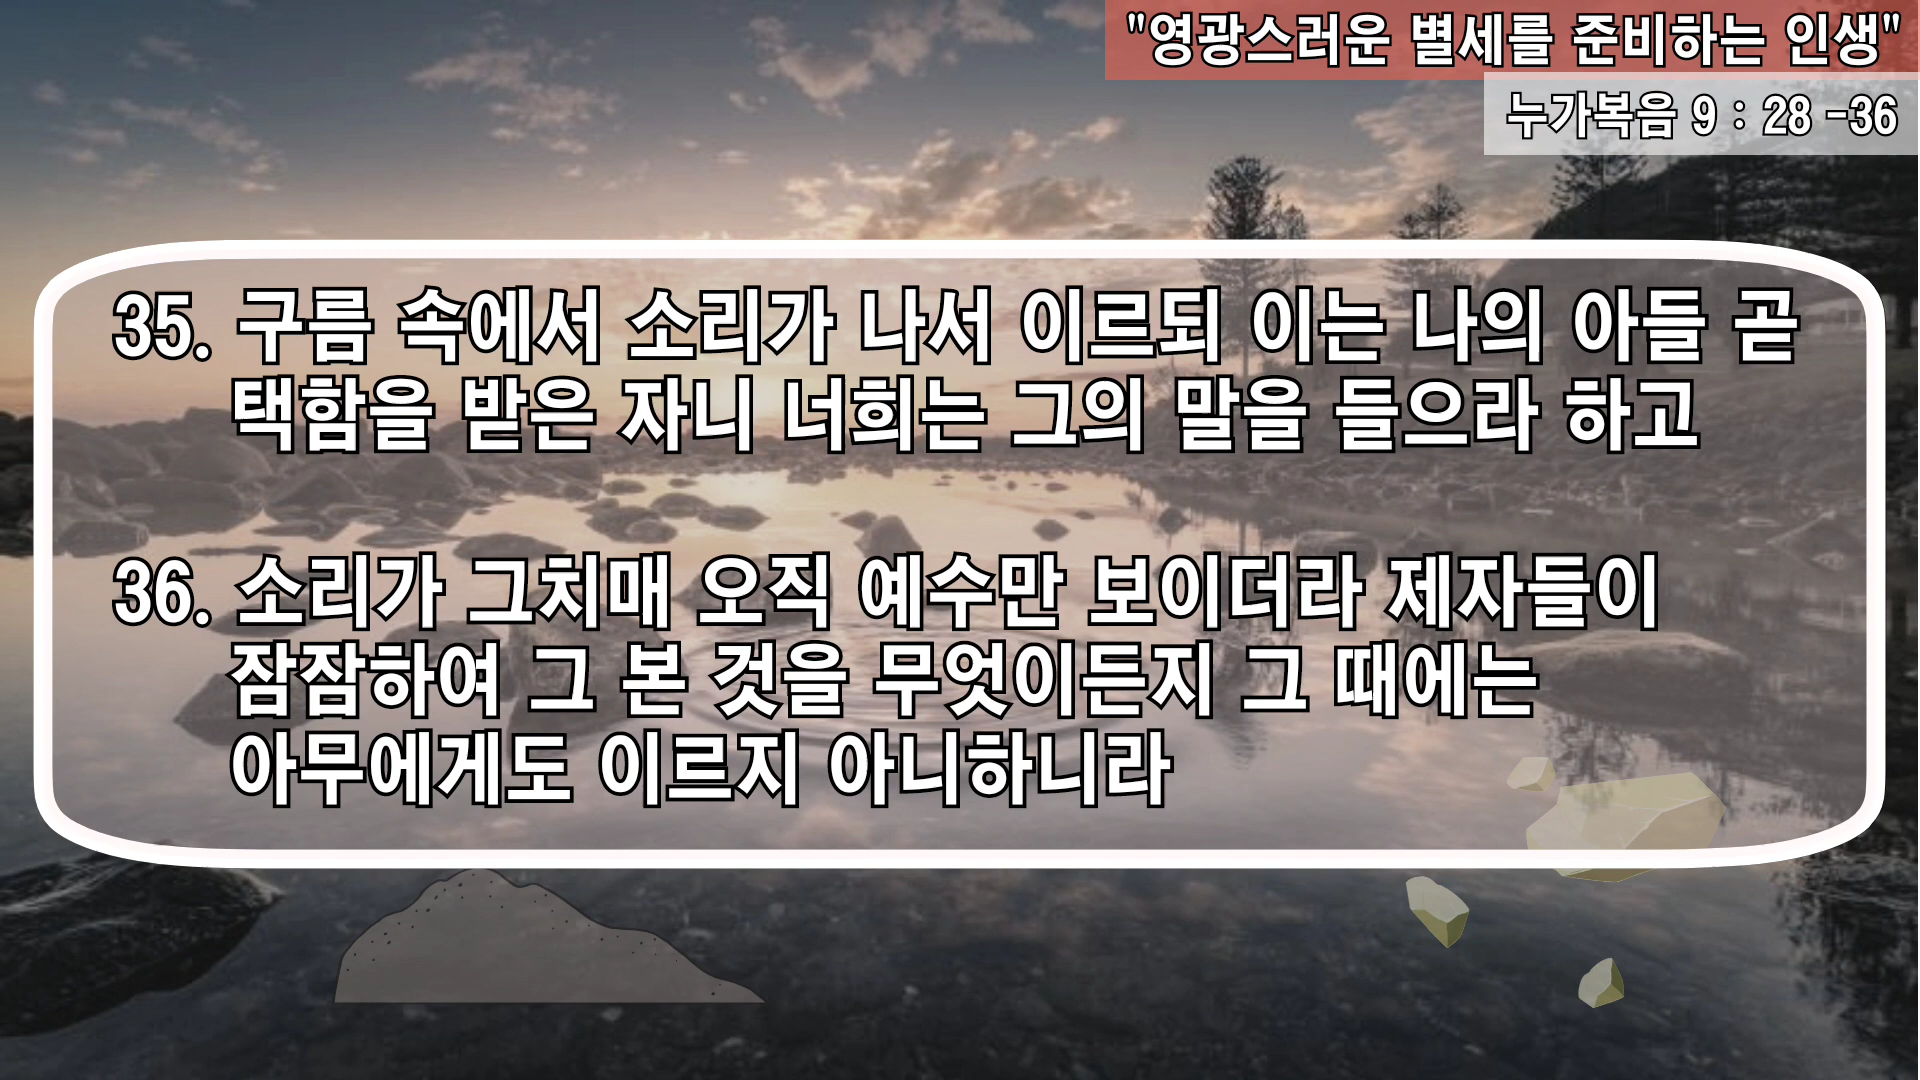 "영광스러운 별세를 준비하는 인생"
누가복음 9 : 28 -36
35. 구름 속에서 소리가 나서 이르되 이는 나의 아들 곧
택함을 받은 자니 너희는 그의 말을 들으라 하고
36. 소리가 그치매 오직 예수만 보이더라 제자들이
잠잠하여 그 본 것을 무엇이든지 그 때에는
아무에게도 이르지 아니하니라